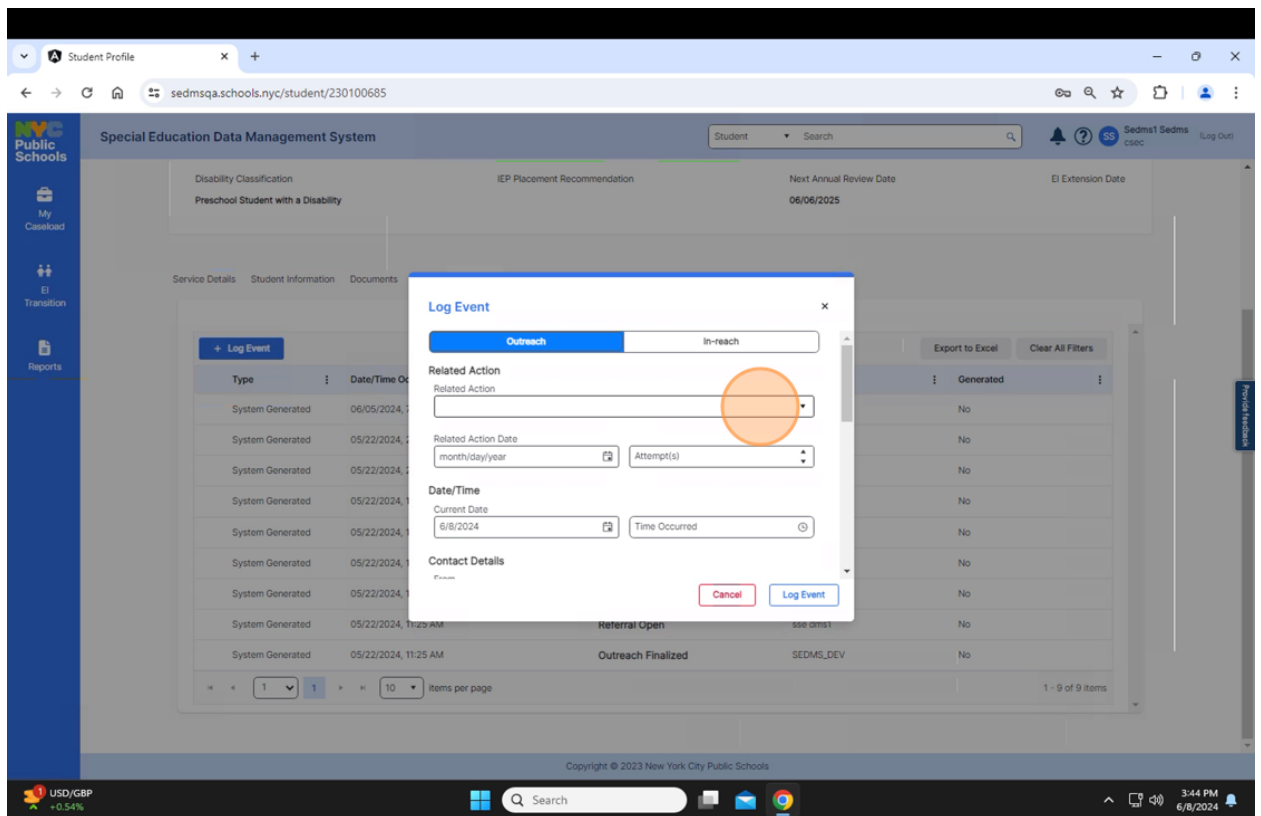 Student Profile
sedmsqa.schools.nyc/student/230100685
NYC
Public
Schools
Special Education Data Management System
Student
Search
SS
Sedms1 Sedms
csec
(Log Out)
My
Caseload
EI
Transition
Reports
Disability Classification
IEP Placement Recommendation
Next Annual Review Date
EI Extension Date
Preschool Student with a Disability
06/06/2025
Service Details Student Information Documents
+ Log Event
Export to Excel Clear All Filters
Type Date/Time Oc Generated
System Generated 06/05/2024, No
System Generated 05/22/2024, No
System Generated 05/22/2024, No
System Generated 05/22/2024, 1 No
System Generated 05/22/2024, 1 No
System Generated 05/22/2024, 1 No
System Generated 05/22/2024, 1 No
System Generated 05/22/2024, 11:25 AM Referral Open No
System Generated 05/22/2024, 11:25 AM Outreach Finalized SEDMS_DEV No
1 1 10 items per page 1 - 9 of 9 items
Log Event
Outreach In-reach
Related Action
Related Action
Related Action Date
month/day/year Attempt(s)
Date/Time
Current Date
6/8/2024 Time Occurred
Contact Details
From
Cancel Log Event
Provide feedback
Copyright © 2023 New York City Public Schools
1
USD/GBP
+0.54%
Search
3:44 PM
6/8/2024